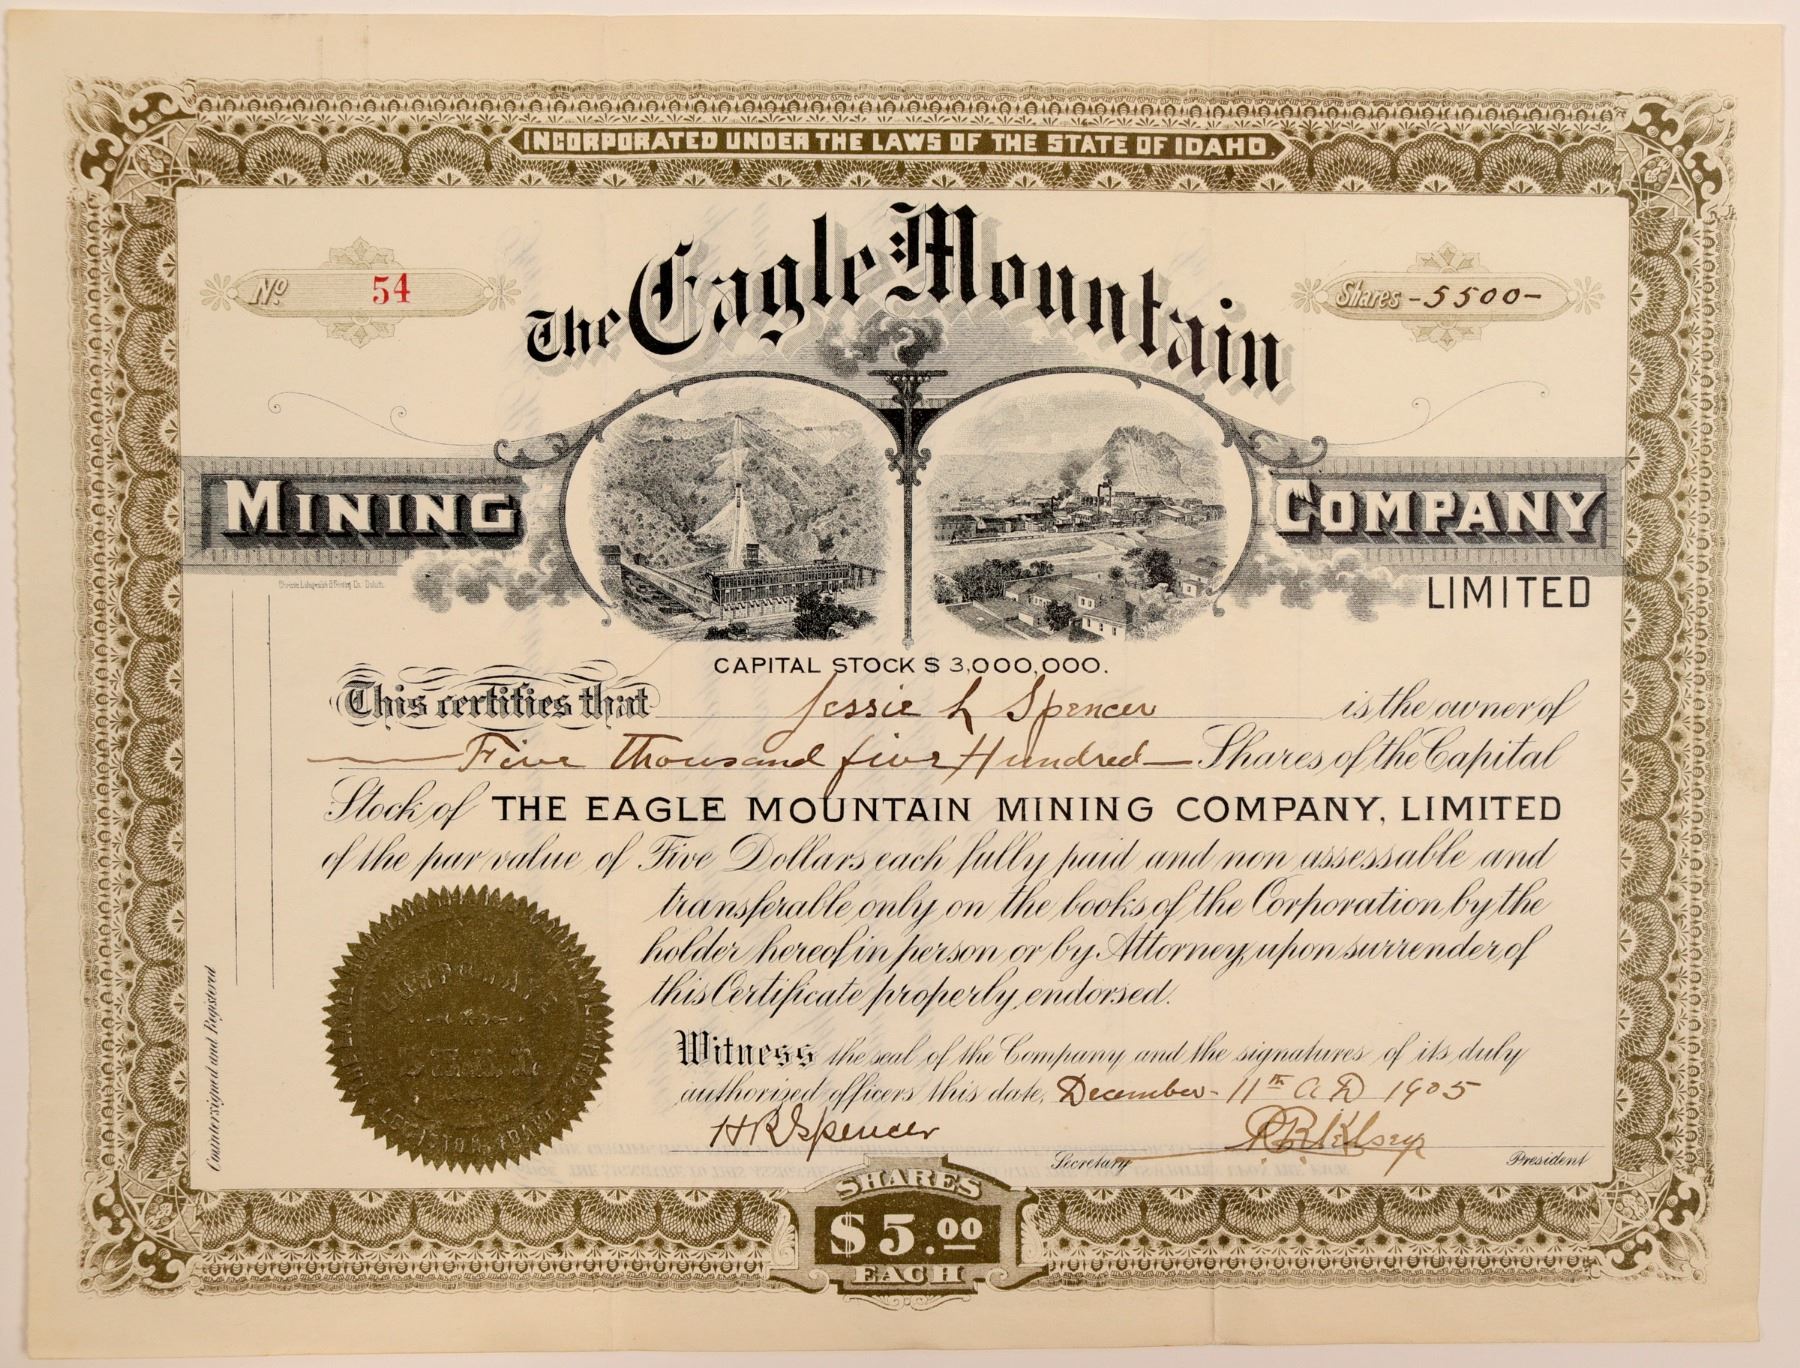 INCORPORATED UNDER THE LAWS OF THE STATE OF IDAHO.
No 54
Shares -5500-
The Eagle Mountain
MINING COMPANY
LIMITED
CAPITAL STOCK $ 3,000,000.
This certifies that Jessie L Spencer is the owner of
Five Thousand five Hundred Shares of the Capital
Stock of THE EAGLE MOUNTAIN MINING COMPANY, LIMITED
of the par value of Five Dollars each fully paid and non assessable and
transferable only on the books of the Corporation by the
holder hereof in person or by Attorney, upon surrender of
this Certificate properly endorsed.
Witness the seal of the Company and the signatures of its duly
authorized officers this date, December - 11th A D 1905
H R Spencer
R B Kelsey
Secretary
President
Countersigned and Registered
SHARES
$5.00
EACH